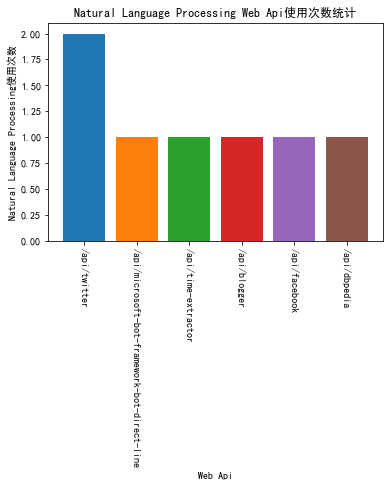 Natural Language Processing Web Api使用次数统计
Natural Language Processing使用次数
2.00
1.75
1.50
1.25
1.00
0.75
0.50
0.25
0.00
/api/twitter
/api/microsoft-bot-framework-bot-direct-line
/api/time-extractor
/api/blogger
/api/facebook
/api/dbpedia
Web Api